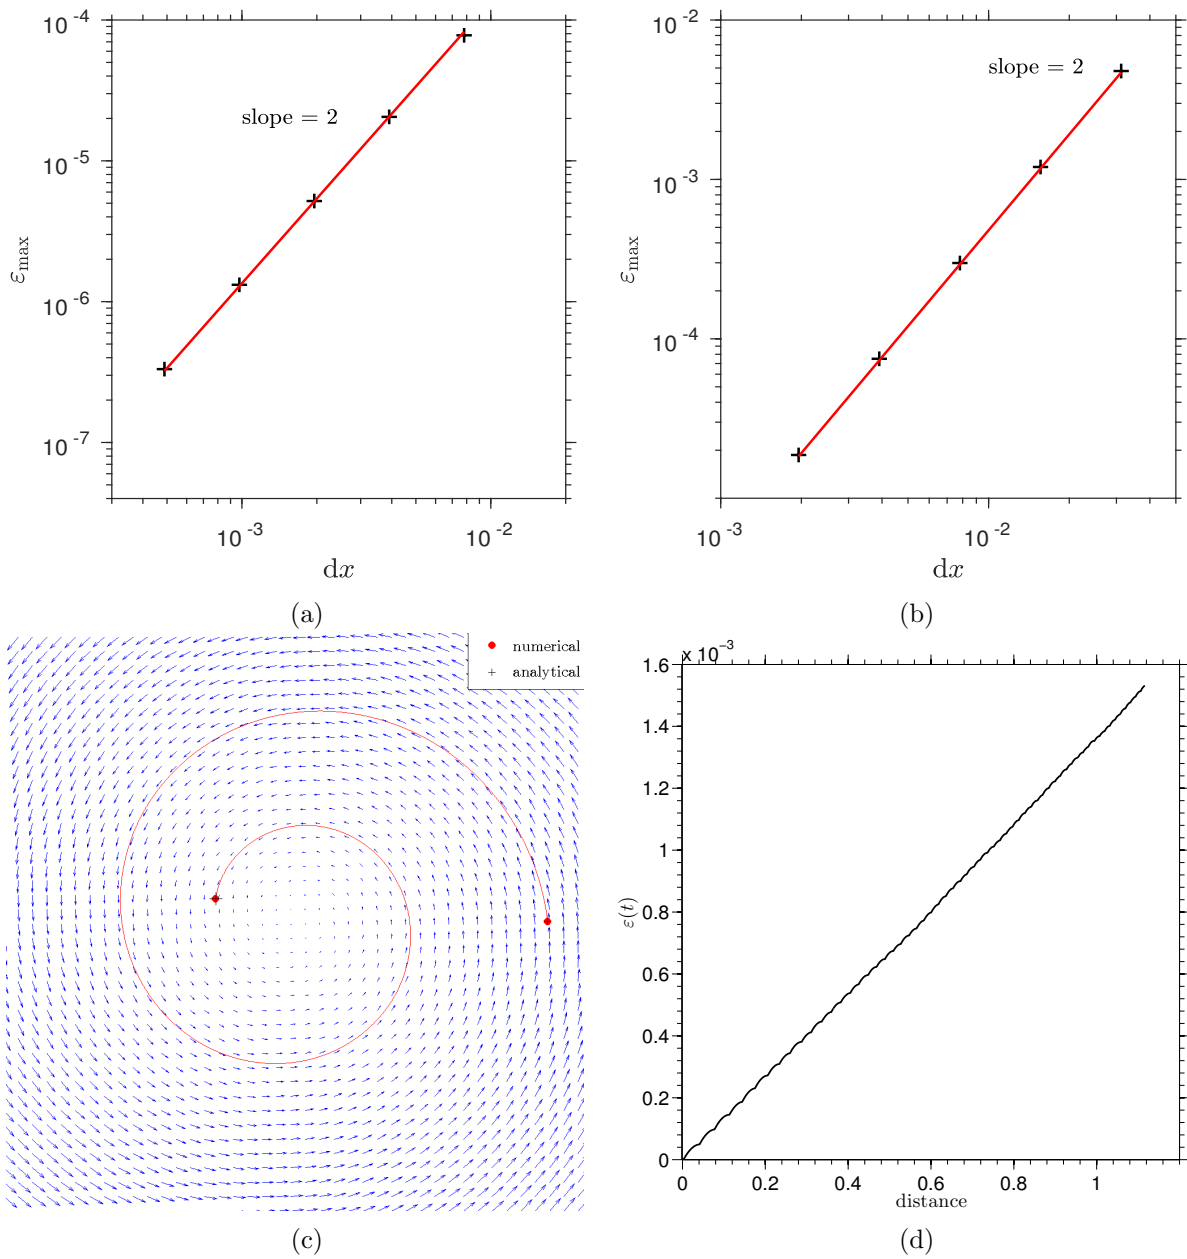 10^-4
slope = 2
10^-5
10^-6
10^-7
ε_max
10^-3 10^-2
dx
(a)
10^-2
slope = 2
10^-3
10^-4
ε_max
10^-3 10^-2
dx
(b)
numerical
analytical
(c)
x 10^-3
1.6
1.4
1.2
1
0.8
0.6
0.4
0.2
0
ε(t)
0 0.2 0.4 0.6 0.8 1
distance
(d)